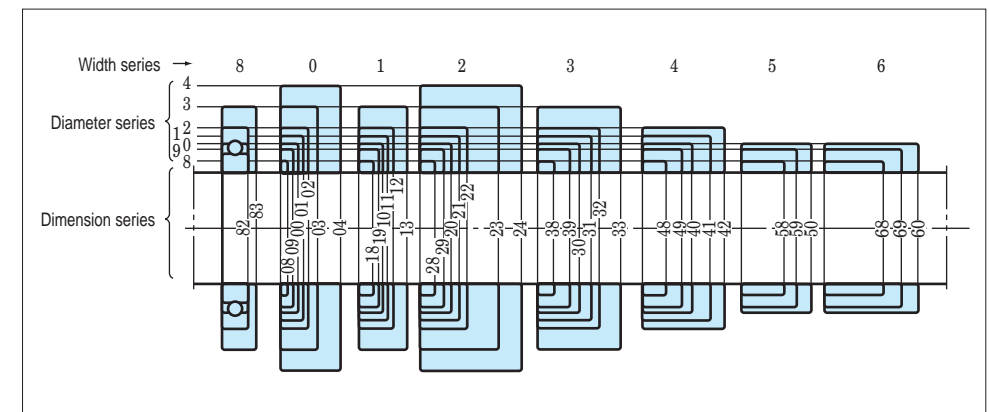 Width series → 8 0 1 2 3 4 5 6
Diameter series
4
3
2
1
0
9
8
Dimension series
82 83
08 09 00 01 02 03 04
18 19 10 11 12 13
28 29 20 21 22 23 24
38 39 30 31 32 33
48 49 40 41 42
58 59 50
68 69 60